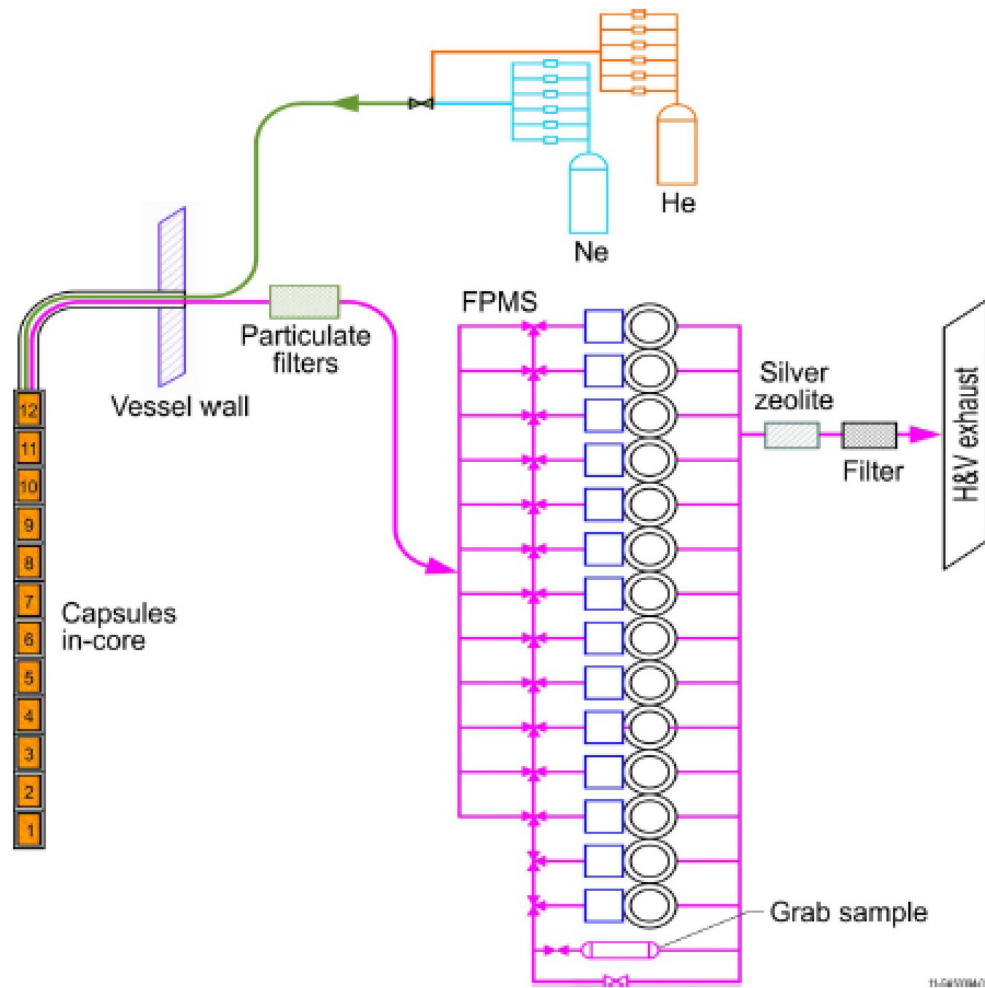 He
Ne
FPMS
Particulate
filters
Vessel wall
Silver
zeolite
Filter
H&V exhaust
12
11
10
9
8
7
6
5
4
3
2
1
Capsules
in-core
Grab sample